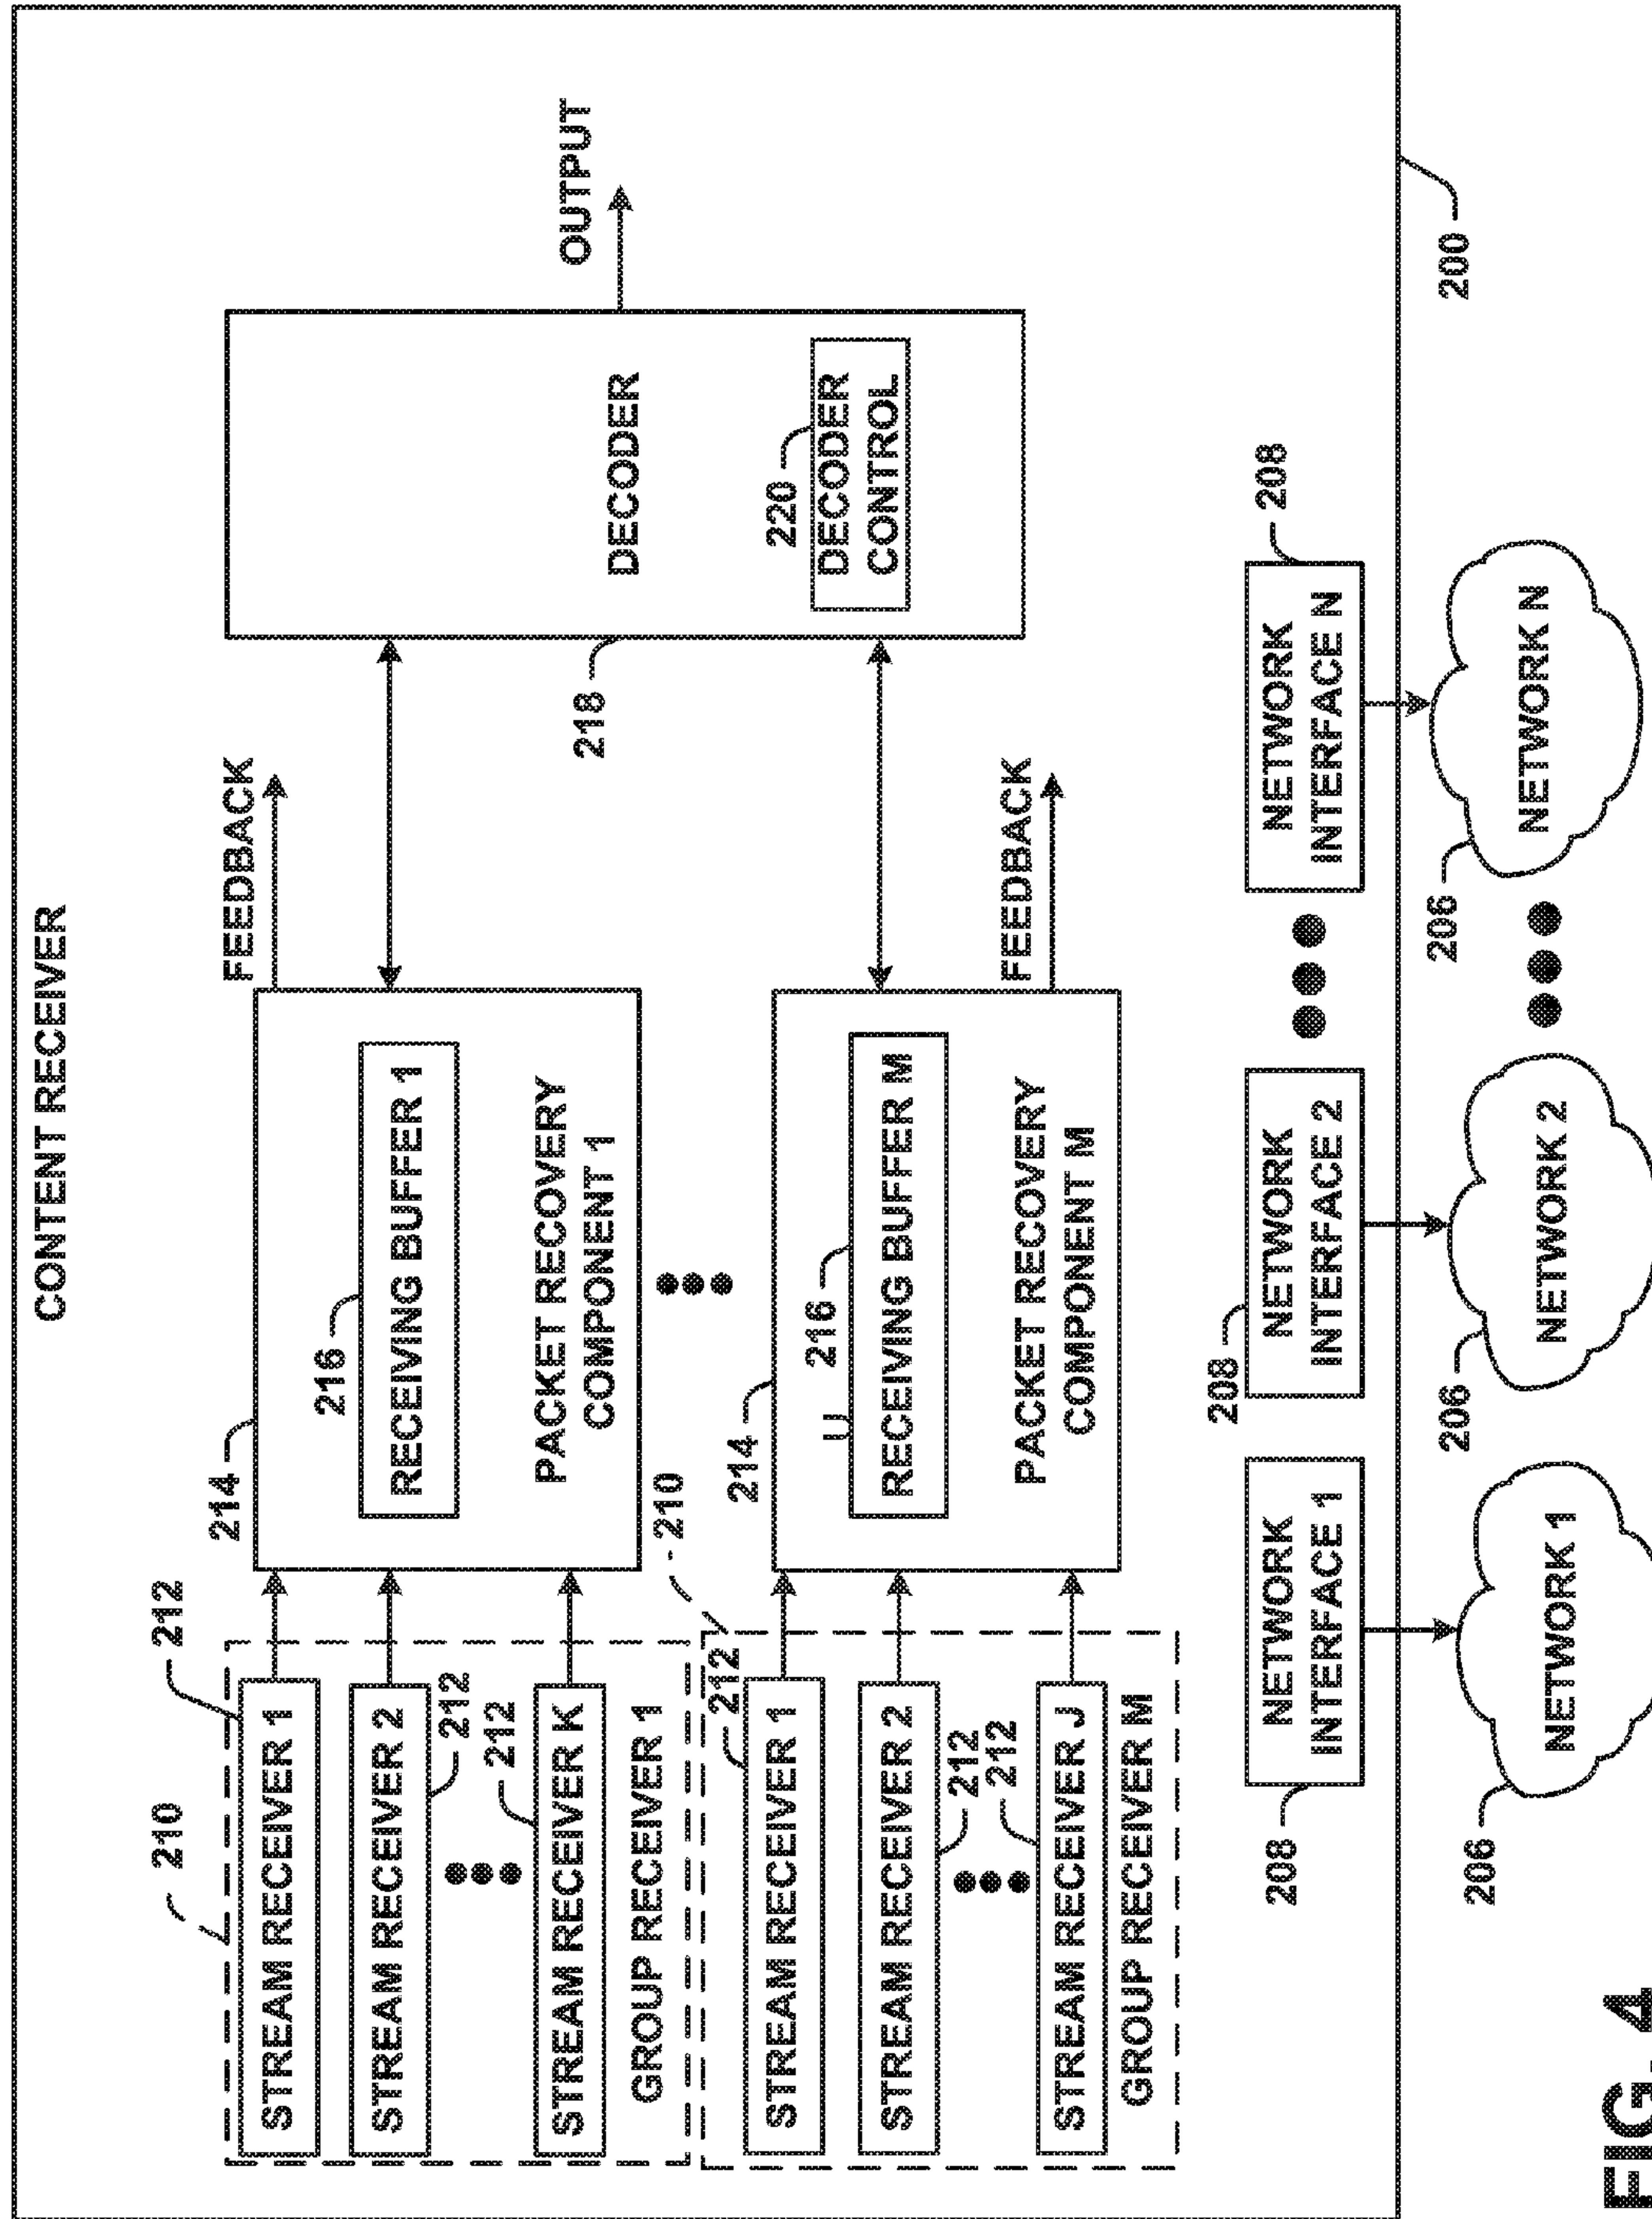 CONTENT RECEIVER
210
212
STREAM RECEIVER 1
STREAM RECEIVER 2
212
212
STREAM RECEIVER K
GROUP RECEIVER 1
214
216
RECEIVING BUFFER 1
PACKET RECOVERY
COMPONENT 1
FEEDBACK
210
212
STREAM RECEIVER 1
STREAM RECEIVER 2
212
212
STREAM RECEIVER J
GROUP RECEIVER M
214
216
RECEIVING BUFFER M
PACKET RECOVERY
COMPONENT M
FEEDBACK
218
DECODER
220
DECODER
CONTROL
OUTPUT
208
NETWORK
INTERFACE 1
208
NETWORK
INTERFACE 2
NETWORK
INTERFACE N
208
200
206
NETWORK 1
206
NETWORK 2
206
NETWORK N
FIG. 4